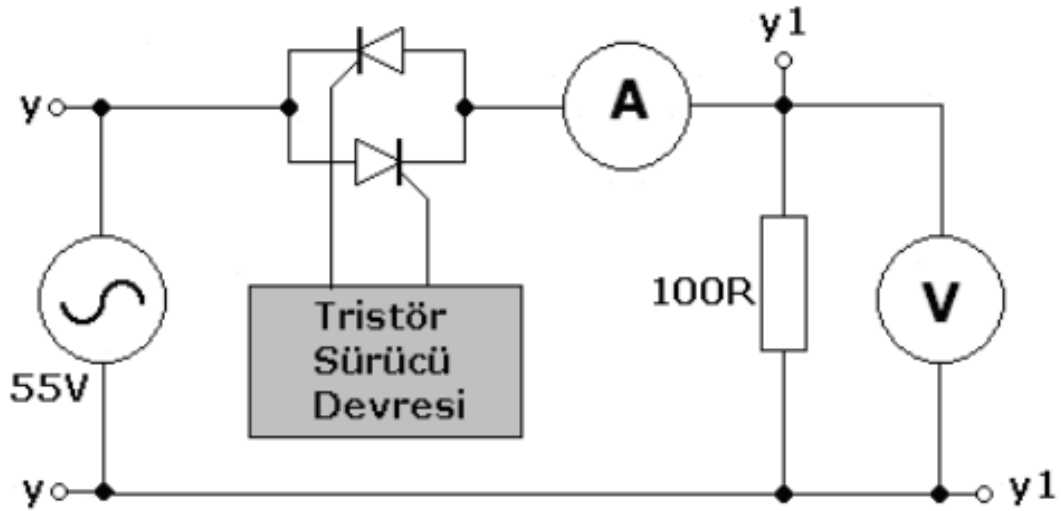 y1
y
A
100R
V
55V
Tristör
Sürücü
Devresi
y
y1